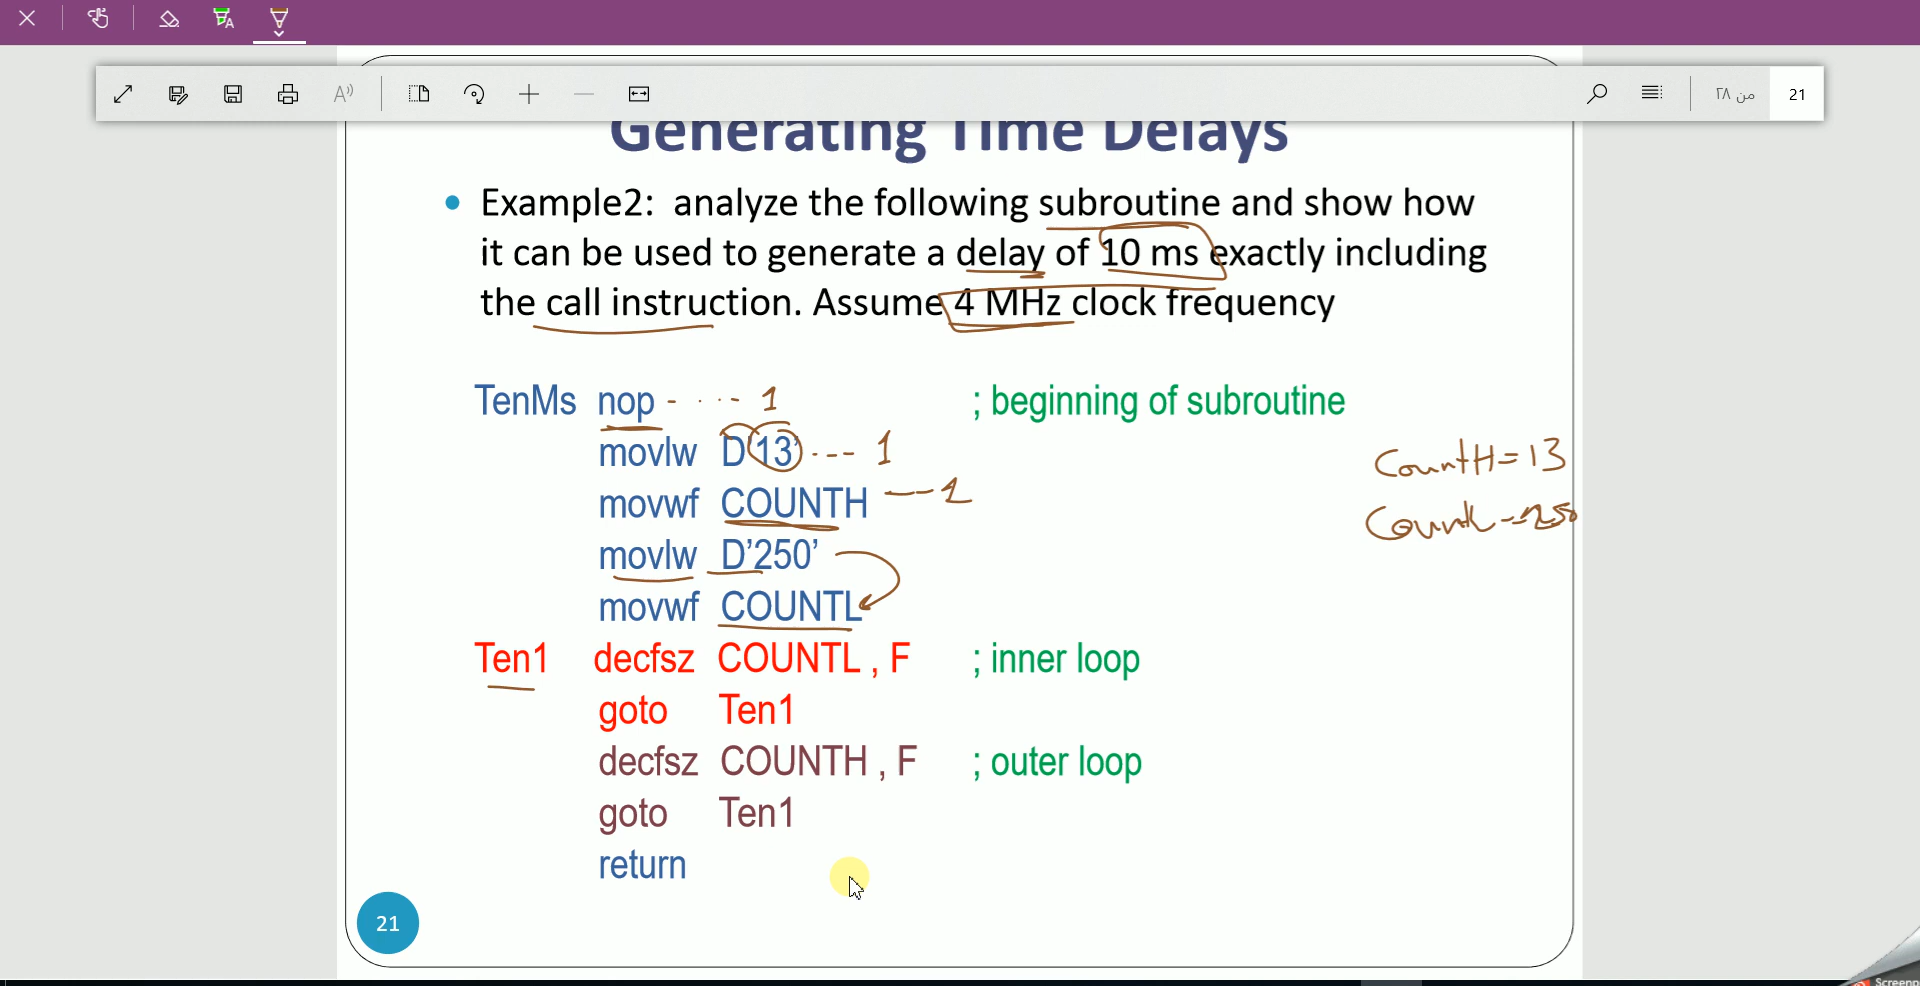 من ٢٨ 21
Generating Time Delays
• Example2: analyze the following subroutine and show how
it can be used to generate a delay of 10 ms exactly including
the call instruction. Assume 4 MHz clock frequency
TenMs nop - · · - 1 ; beginning of subroutine
movlw D'13' - - - 1
CountH = 13
movwf COUNTH --- 1
CountL = 250
movlw D’250’
movwf COUNTL
Ten1 decfsz COUNTL , F ; inner loop
goto Ten1
decfsz COUNTH , F ; outer loop
goto Ten1
return
21